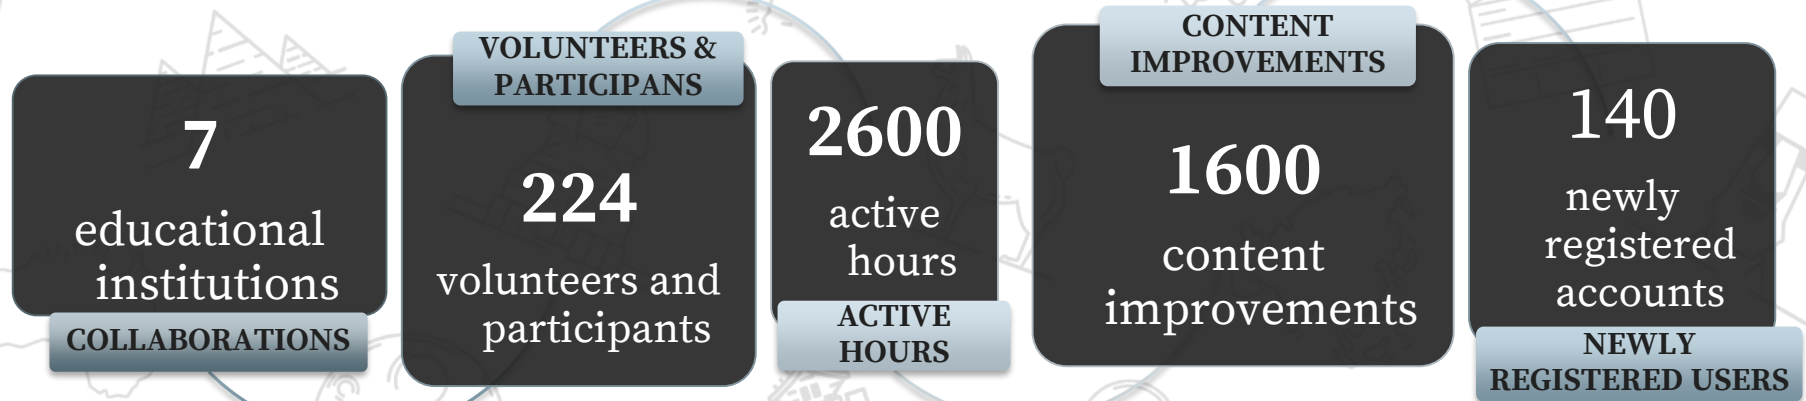 7
educational
institutions
COLLABORATIONS
VOLUNTEERS &
PARTICIPANS
224
volunteers and
participants
2600
active
hours
ACTIVE
HOURS
CONTENT
IMPROVEMENTS
1600
content
improvements
140
newly
registered
accounts
NEWLY
REGISTERED USERS